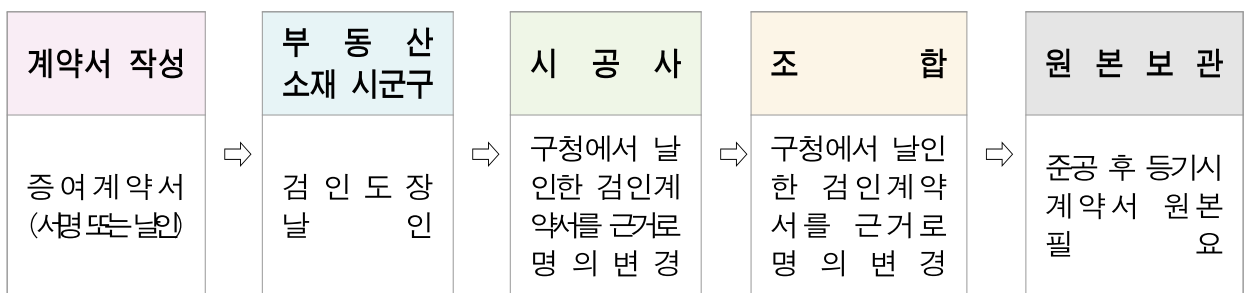 계약서 작성
증여계약서
(서명 또는 날인)
⇨
부동산
소재 시군구
검인도장
날인
⇨
시공사
구청에서 날
인한 검인계
약서를 근거로
명의변경
⇨
조합
구청에서 날인
한 검인계약
서를 근거로
명의변경
⇨
원본보관
준공 후 등기시
계약서 원본
필요